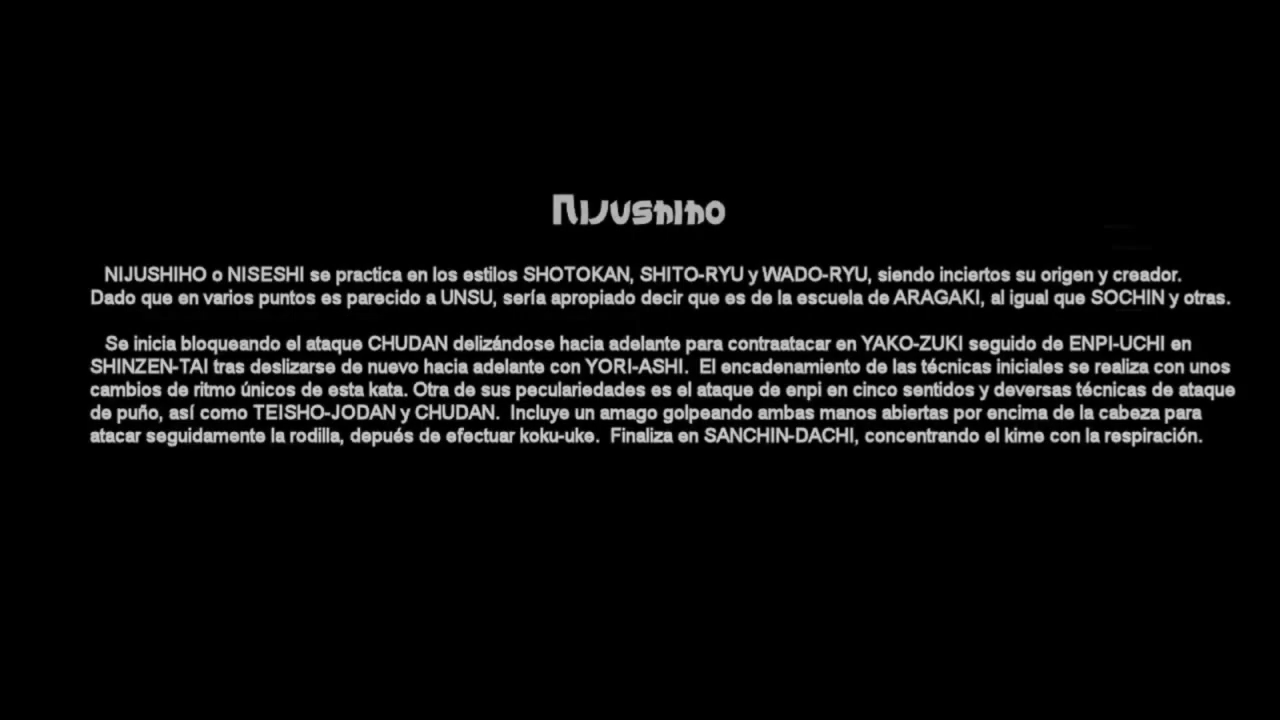 Nijushiho
NIJUSHIHO o NISESHI se practica en los estilos SHOTOKAN, SHITO-RYU y WADO-RYU, siendo inciertos su origen y creador.
Dado que en varios puntos es parecido a UNSU, sería apropiado decir que es de la escuela de ARAGAKI, al igual que SOCHIN y otras.
Se inicia bloqueando el ataque CHUDAN delizándose hacia adelante para contraatacar en YAKO-ZUKI seguido de ENPI-UCHI en
SHINZEN-TAI tras deslizarse de nuevo hacia adelante con YORI-ASHI. El encadenamiento de las técnicas iniciales se realiza con unos
cambios de ritmo únicos de esta kata. Otra de sus peculariedades es el ataque de enpi en cinco sentidos y deversas técnicas de ataque
de puño, así como TEISHO-JODAN y CHUDAN. Incluye un amago golpeando ambas manos abiertas por encima de la cabeza para
atacar seguidamente la rodilla, depués de efectuar koku-uke. Finaliza en SANCHIN-DACHI, concentrando el kime con la respiración.